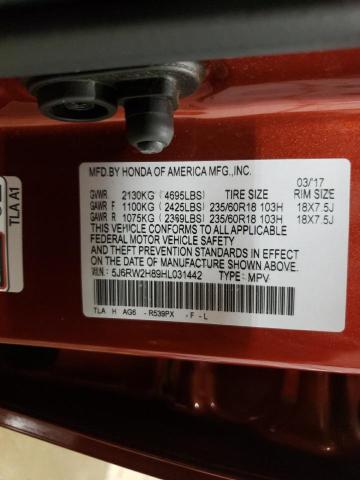 MFD.BY HONDA OF AMERICA MFG.,INC.
03/17
GVWR 2130KG ( 4695LBS) TIRE SIZE RIM SIZE
GAWR F 1100KG ( 2425LBS) 235/60R18 103H 18X7.5J
GAWR R 1075KG ( 2369LBS) 235/60R18 103H 18X7.5J
THIS VEHICLE CONFORMS TO ALL APPLICABLE
FEDERAL MOTOR VEHICLE SAFETY AND THEFT
PREVENTION STANDARDS IN EFFECT ON THE
DATE OF MANUFACTURE SHOWN ABOVE.
V.I.N.: 5J6RW2H89HL031442 TYPE: MPV
TLA H AG6 - R539PX - F - L
TLA A1